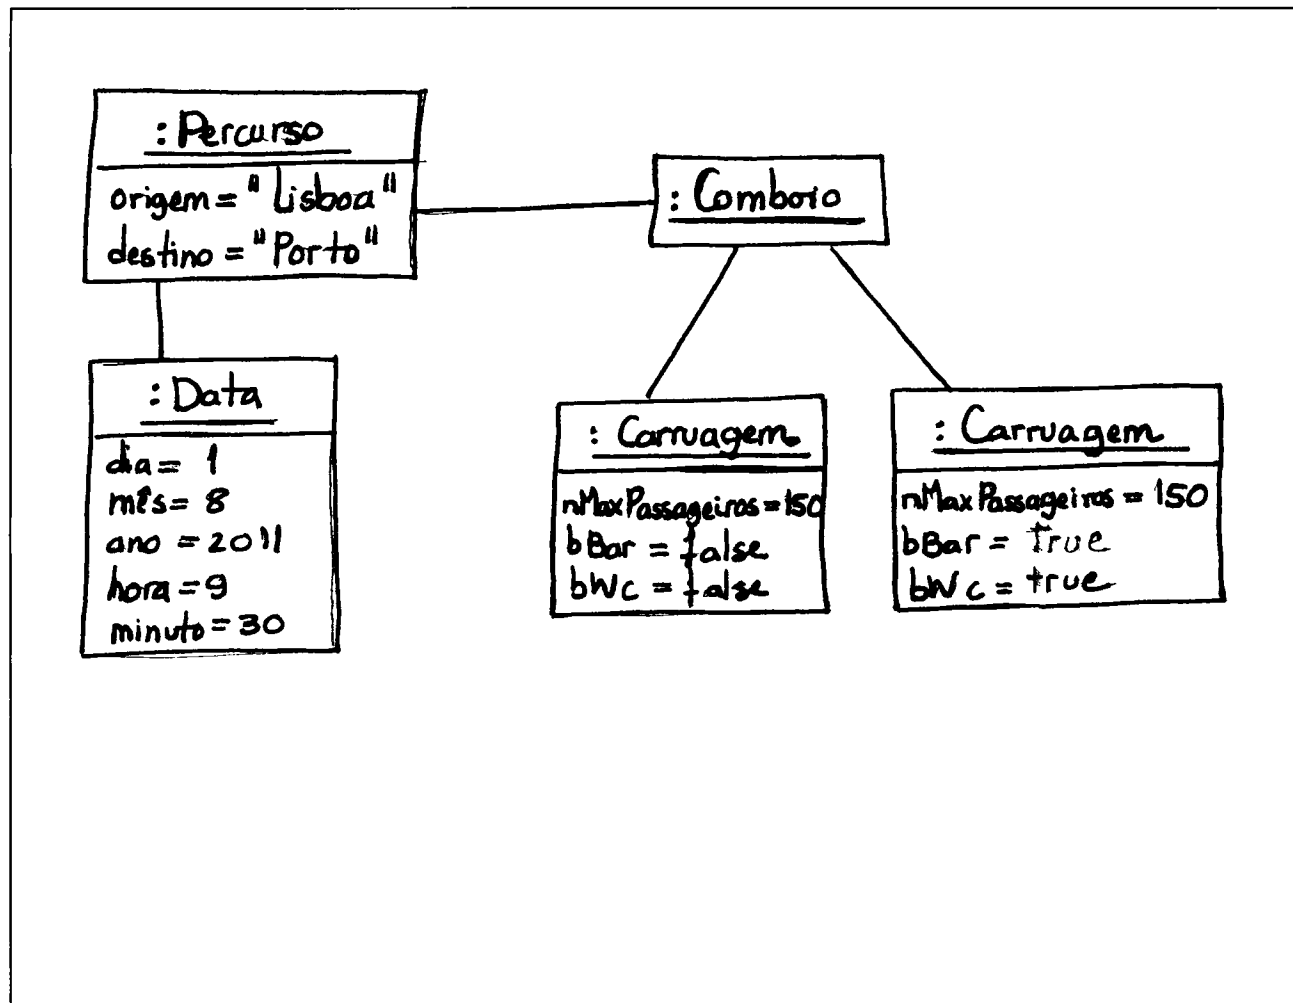 : Percurso
origem = "Lisboa"
destino = "Porto"
: Comboio
: Data
dia = 1
mês = 8
ano = 2011
hora = 9
minuto = 30
: Carruagem
nMaxPassageiros = 150
bBar = false
bWc = false
: Carruagem
nMaxPassageiros = 150
bBar = true
bWc = true